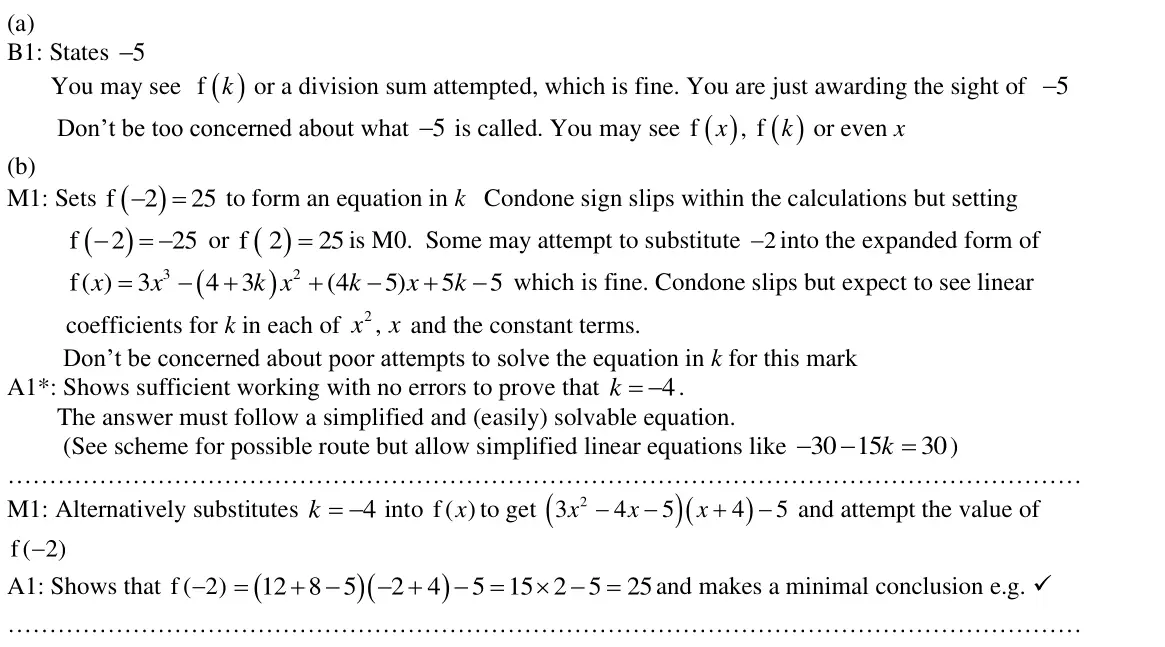 (a)
B1: States −5
You may see f(k) or a division sum attempted, which is fine. You are just awarding the sight of −5
Don’t be too concerned about what −5 is called. You may see f(x), f(k) or even x
(b)
M1: Sets f(−2) = 25 to form an equation in k Condone sign slips within the calculations but setting
f(−2) = −25 or f( 2) = 25 is M0. Some may attempt to substitute −2 into the expanded form of
f(x) = 3x³ − (4 + 3k)x² + (4k − 5)x + 5k − 5 which is fine. Condone slips but expect to see linear
coefficients for k in each of x², x and the constant terms.
Don’t be concerned about poor attempts to solve the equation in k for this mark
A1*: Shows sufficient working with no errors to prove that k = −4.
The answer must follow a simplified and (easily) solvable equation.
(See scheme for possible route but allow simplified linear equations like −30 − 15k = 30)
……………………………………………………………………………………………………………………
M1: Alternatively substitutes k = −4 into f(x) to get (3x² − 4x − 5)(x + 4) − 5 and attempt the value of
f(−2)
A1: Shows that f(−2) = (12 + 8 − 5)(−2 + 4) − 5 = 15 × 2 − 5 = 25 and makes a minimal conclusion e.g. ✓
……………………………………………………………………………………………………………………